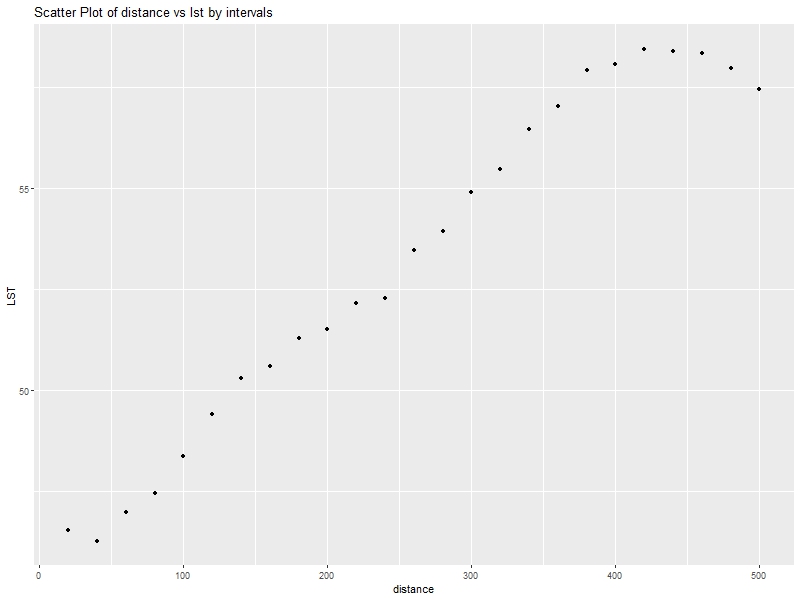 Scatter Plot of distance vs lst by intervals
55
50
LST
0 100 200 300 400 500
distance